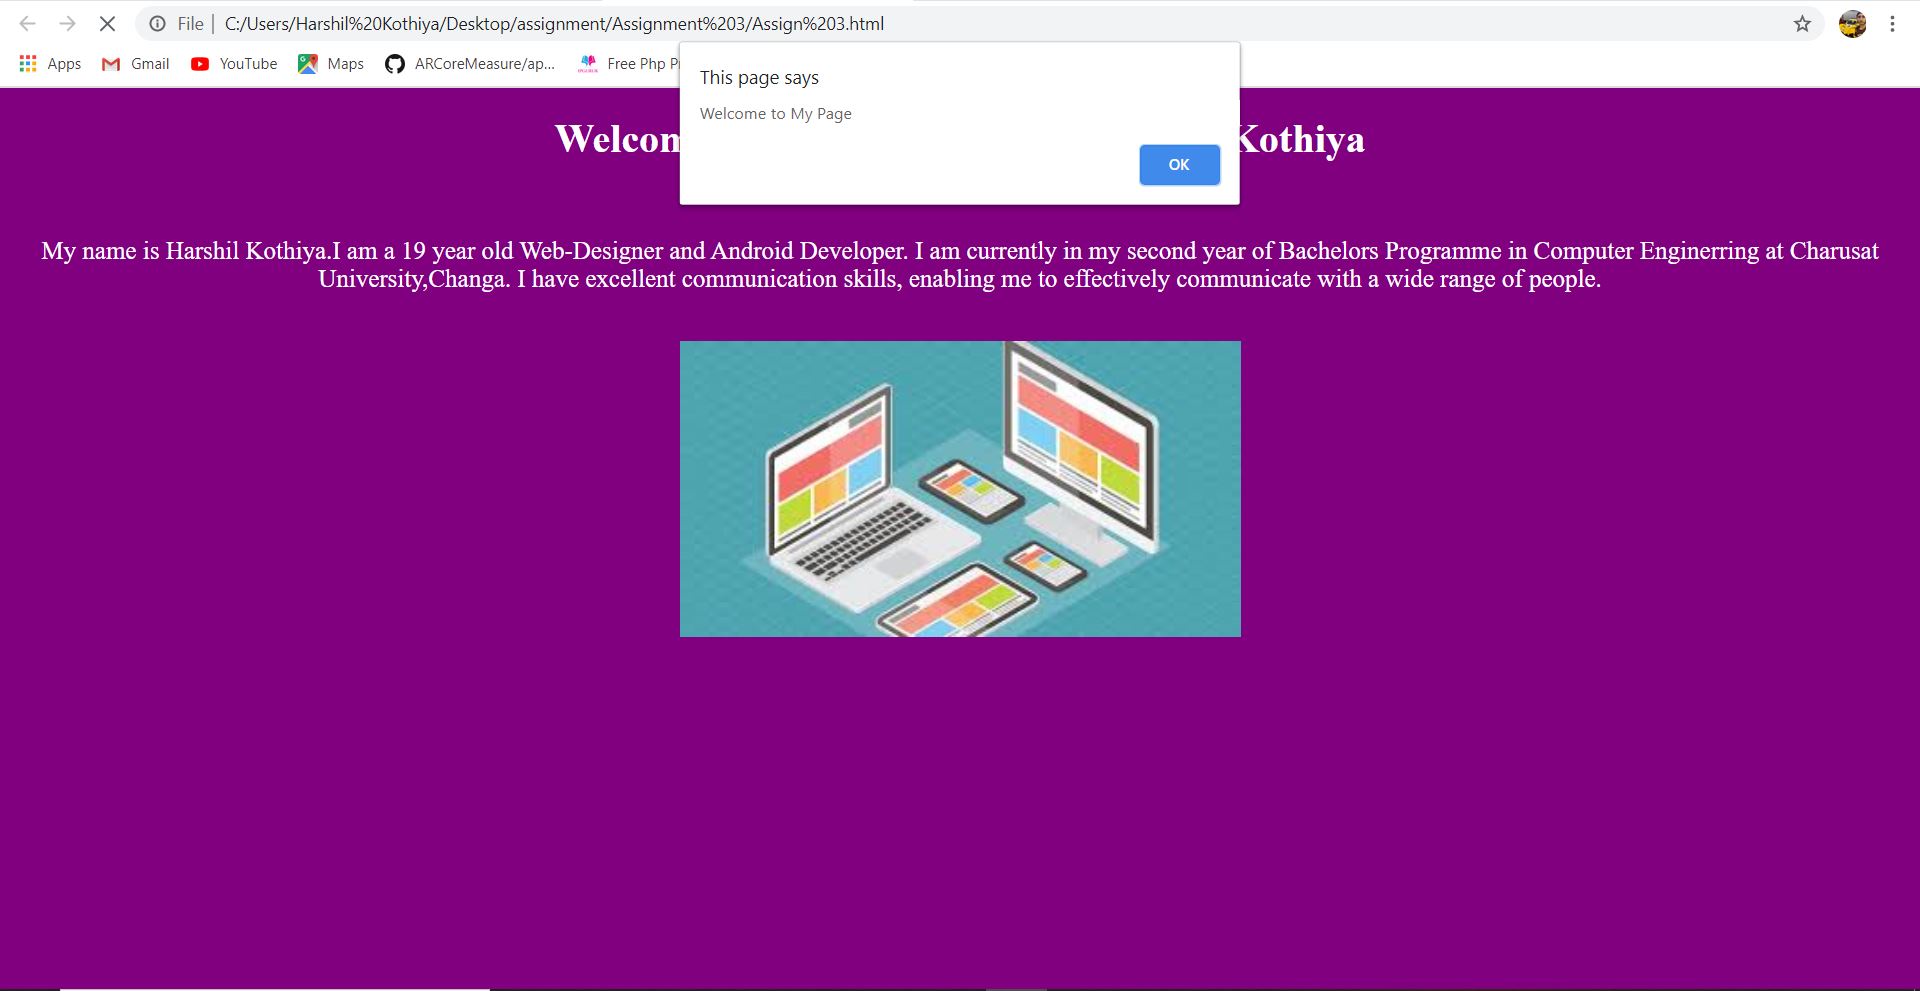 File | C:/Users/Harshil%20Kothiya/Desktop/assignment/Assignment%203/Assign%203.html
Apps Gmail YouTube Maps ARCoreMeasure/ap... Free Php P
This page says
Welcome to My Page
OK
Welcom Kothiya
My name is Harshil Kothiya.I am a 19 year old Web-Designer and Android Developer. I am currently in my second year of Bachelors Programme in Computer Enginerring at Charusat
University,Changa. I have excellent communication skills, enabling me to effectively communicate with a wide range of people.